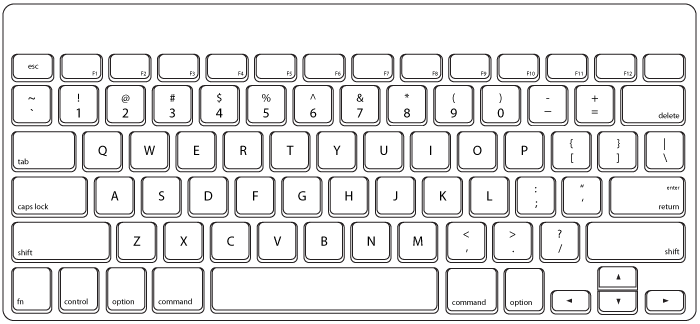 esc F1 F2 F3 F4 F5 F6 F7 F8 F9 F10 F11 F12
~ ! @ # $ % ^ & * ( ) - +
` 1 2 3 4 5 6 7 8 9 0 – = delete
tab Q W E R T Y U I O P { [ } ] | \
caps lock A S D F G H J K L : ; " ' enter return
shift Z X C V B N M < , > . ? / shift
fn control option command command option ◄ ▲ ▼ ►